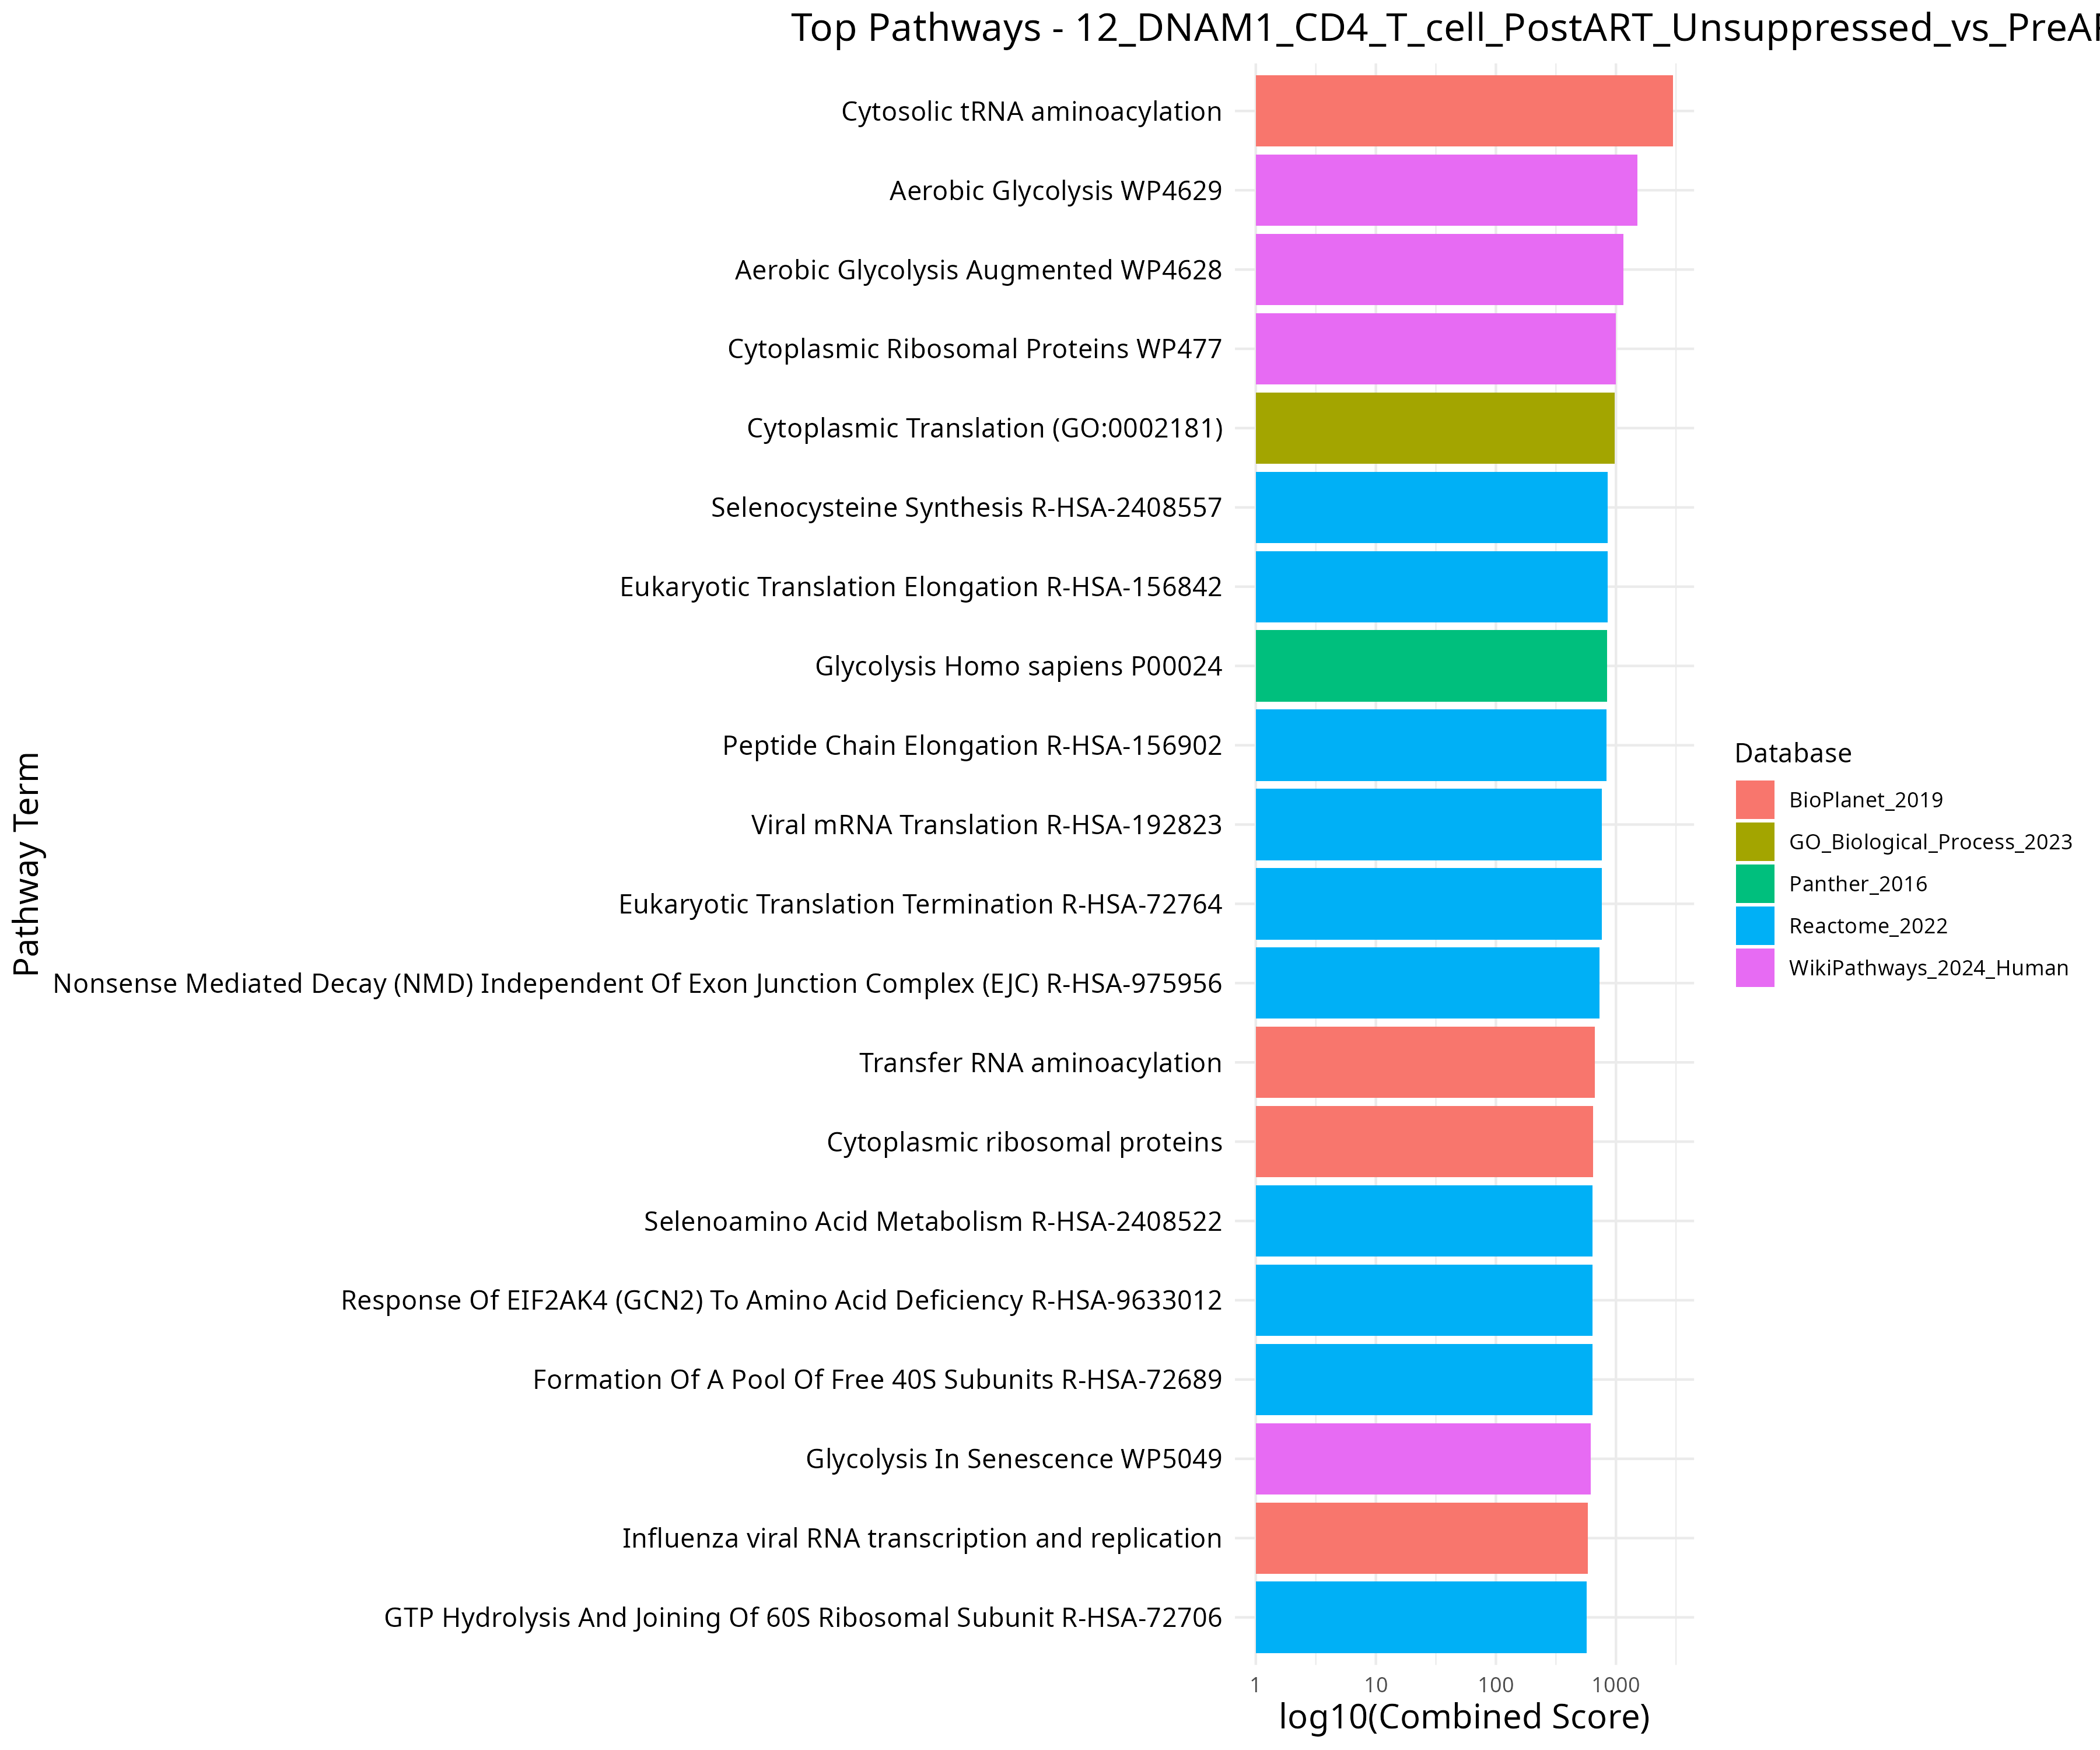 Top Pathways - 12_DNAM1_CD4_T_cell_PostART_Unsuppressed_vs_PreA
Cytosolic tRNA aminoacylation
Aerobic Glycolysis WP4629
Aerobic Glycolysis Augmented WP4628
Cytoplasmic Ribosomal Proteins WP477
Cytoplasmic Translation (GO:0002181)
Selenocysteine Synthesis R-HSA-2408557
Eukaryotic Translation Elongation R-HSA-156842
Glycolysis Homo sapiens P00024
Peptide Chain Elongation R-HSA-156902
Viral mRNA Translation R-HSA-192823
Eukaryotic Translation Termination R-HSA-72764
Nonsense Mediated Decay (NMD) Independent Of Exon Junction Complex (EJC) R-HSA-975956
Transfer RNA aminoacylation
Cytoplasmic ribosomal proteins
Selenoamino Acid Metabolism R-HSA-2408522
Response Of EIF2AK4 (GCN2) To Amino Acid Deficiency R-HSA-9633012
Formation Of A Pool Of Free 40S Subunits R-HSA-72689
Glycolysis In Senescence WP5049
Influenza viral RNA transcription and replication
GTP Hydrolysis And Joining Of 60S Ribosomal Subunit R-HSA-72706
Pathway Term
1 10 100 1000
log10(Combined Score)
Database
BioPlanet_2019
GO_Biological_Process_2023
Panther_2016
Reactome_2022
WikiPathways_2024_Human